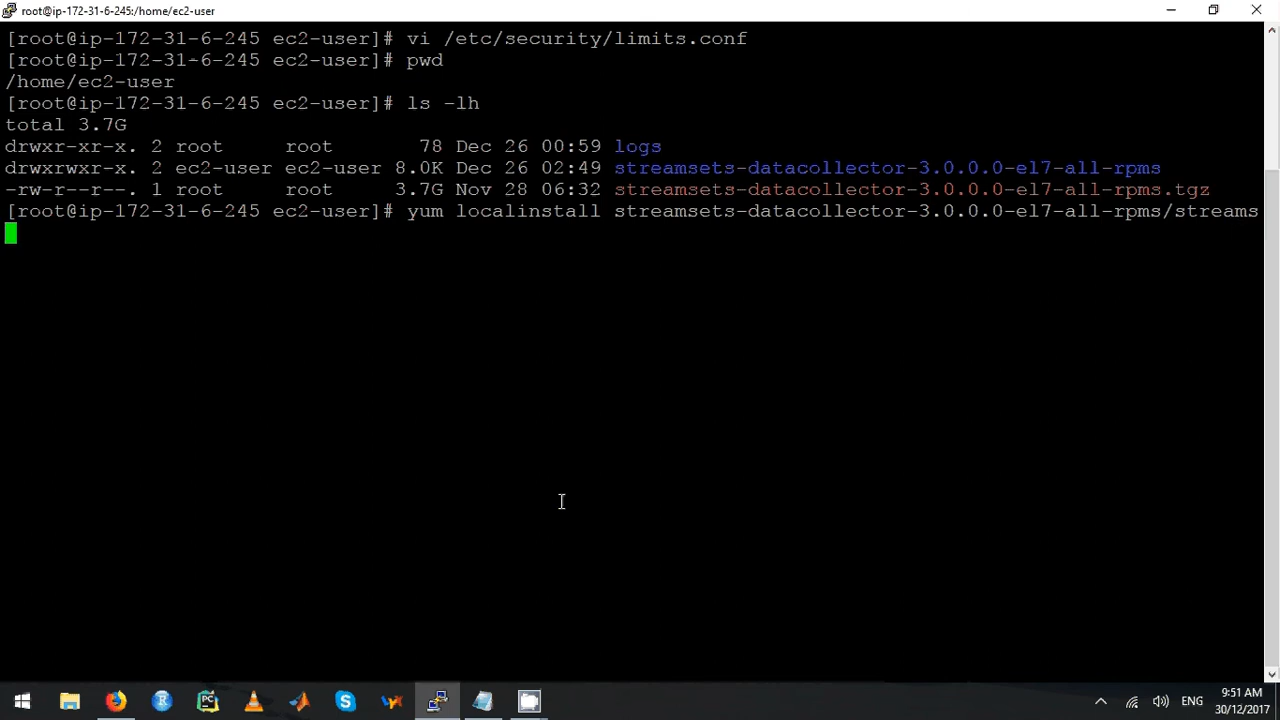 root@ip-172-31-6-245:/home/ec2-user
[root@ip-172-31-6-245 ec2-user]# vi /etc/security/limits.conf
[root@ip-172-31-6-245 ec2-user]# pwd
/home/ec2-user
[root@ip-172-31-6-245 ec2-user]# ls -lh
total 3.7G
drwxr-xr-x. 2 root     root       78 Dec 26 00:59 logs
drwxrwxr-x. 2 ec2-user ec2-user 8.0K Dec 26 02:49 streamsets-datacollector-3.0.0.0-el7-all-rpms
-rw-r--r--. 1 root     root     3.7G Nov 28 06:32 streamsets-datacollector-3.0.0.0-el7-all-rpms.tgz
[root@ip-172-31-6-245 ec2-user]# yum localinstall streamsets-datacollector-3.0.0.0-el7-all-rpms/streams
PC
ENG
9:51 AM
30/12/2017